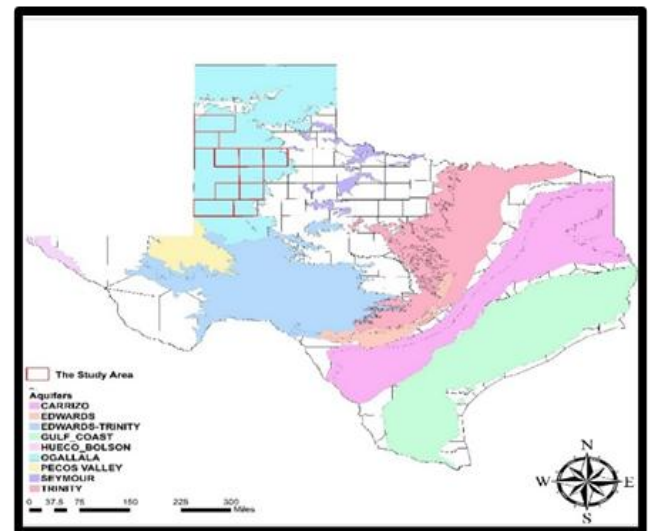 The Study Area
Aquifers
CARRIZO
EDWARDS
EDWARDS-TRINITY
GULF_COAST
HUECO_BOLSON
OGALLALA
PECOS VALLEY
SEYMOUR
TRINITY
0 37.5 75 150 225 300
Miles
N
W E
S